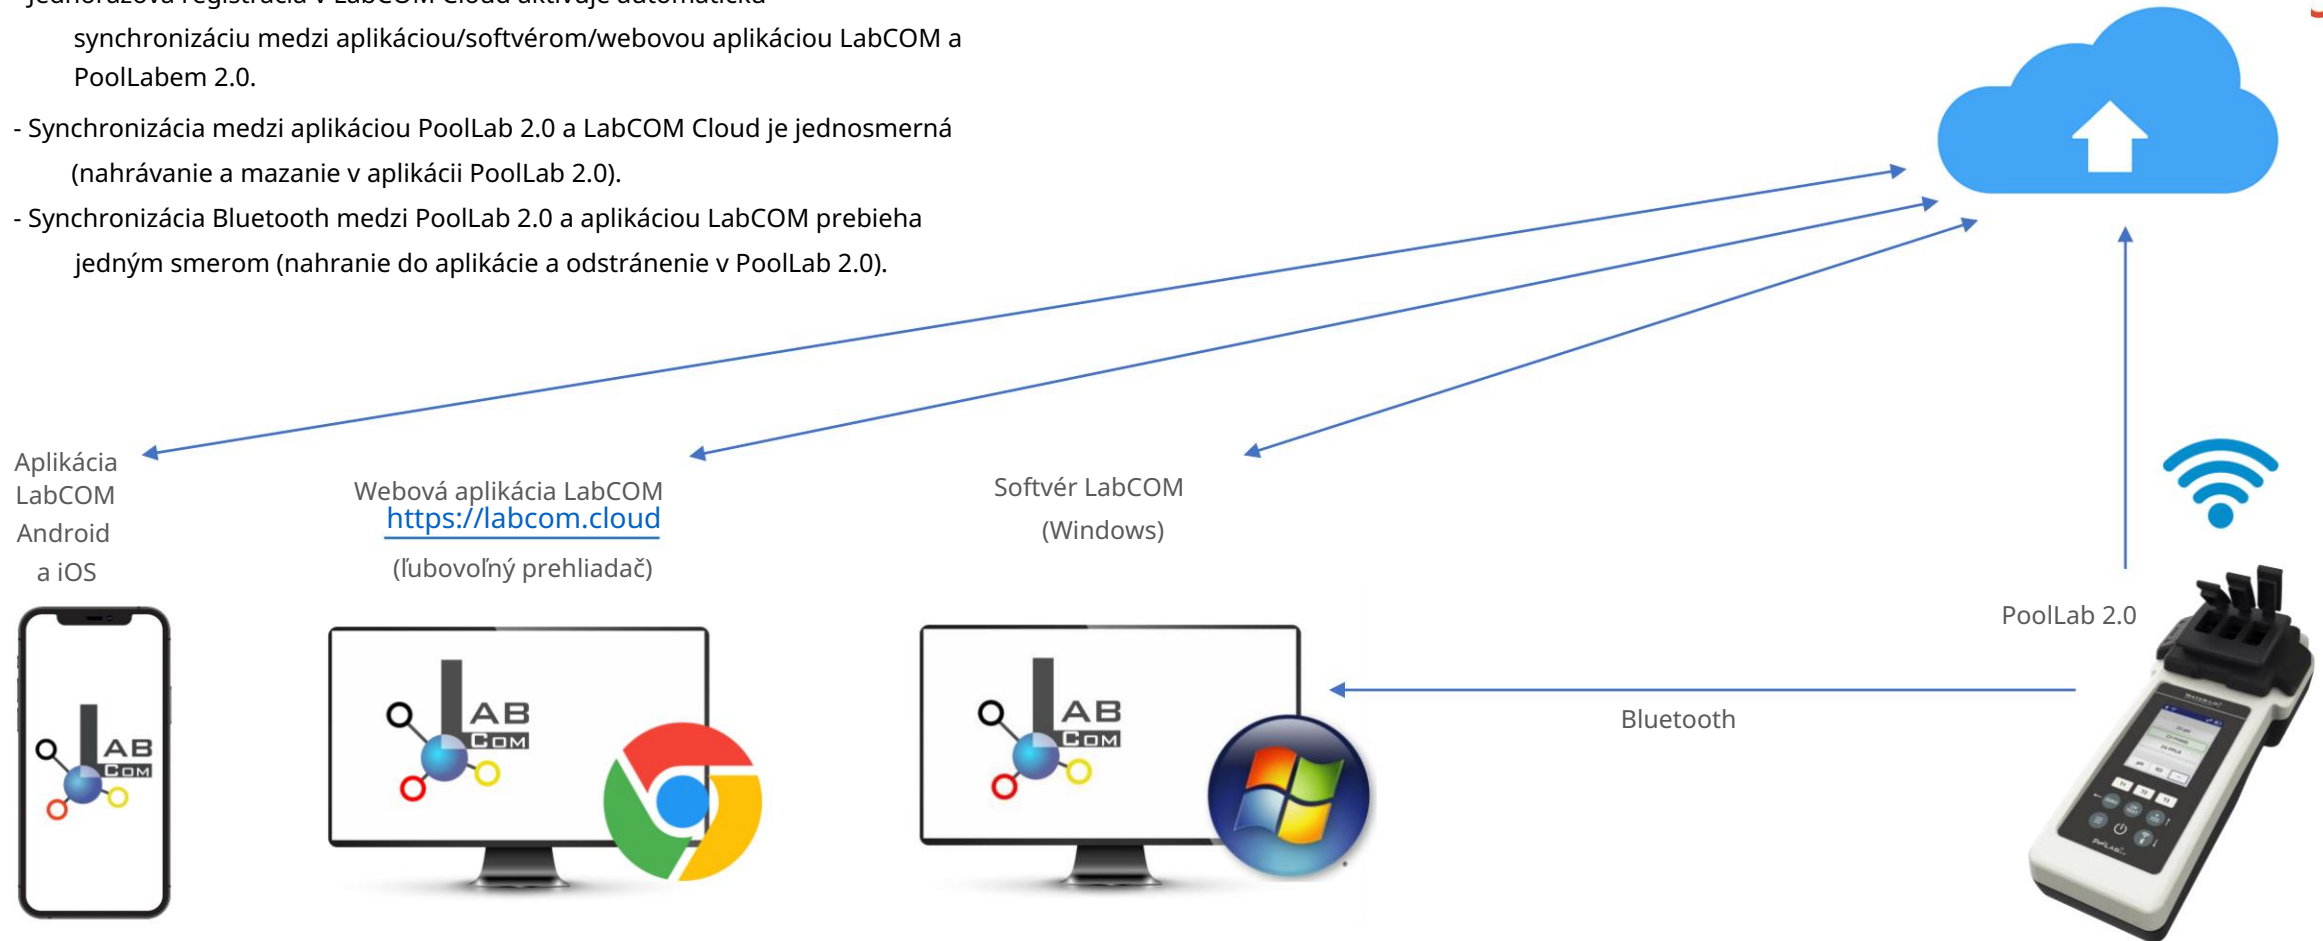 synchronizáciu medzi aplikáciou/softvérom/webovou aplikáciou LabCOM a
PoolLabem 2.0.
- Synchronizácia medzi aplikáciou PoolLab 2.0 a LabCOM Cloud je jednosmerná
(nahrávanie a mazanie v aplikácii PoolLab 2.0).
- Synchronizácia Bluetooth medzi PoolLab 2.0 a aplikáciou LabCOM prebieha
jedným smerom (nahranie do aplikácie a odstránenie v PoolLab 2.0).
Aplikácia
LabCOM
Android
a iOS
Webová aplikácia LabCOM
https://labcom.cloud
(ľubovoľný prehliadač)
Softvér LabCOM
(Windows)
PoolLab 2.0
Bluetooth
LAB
COM
LAB
COM
LAB
COM